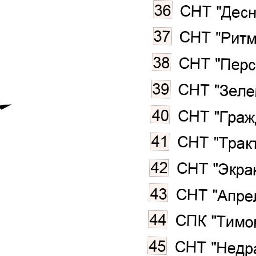 36 СНТ "Десн
37 СНТ "Ритм
38 СНТ "Перс
39 СНТ "Зеле
40 СНТ "Граж
41 СНТ "Тракт
42 СНТ "Экран
43 СНТ "Апрел
44 СПК "Тимо
45 СНТ "Недра